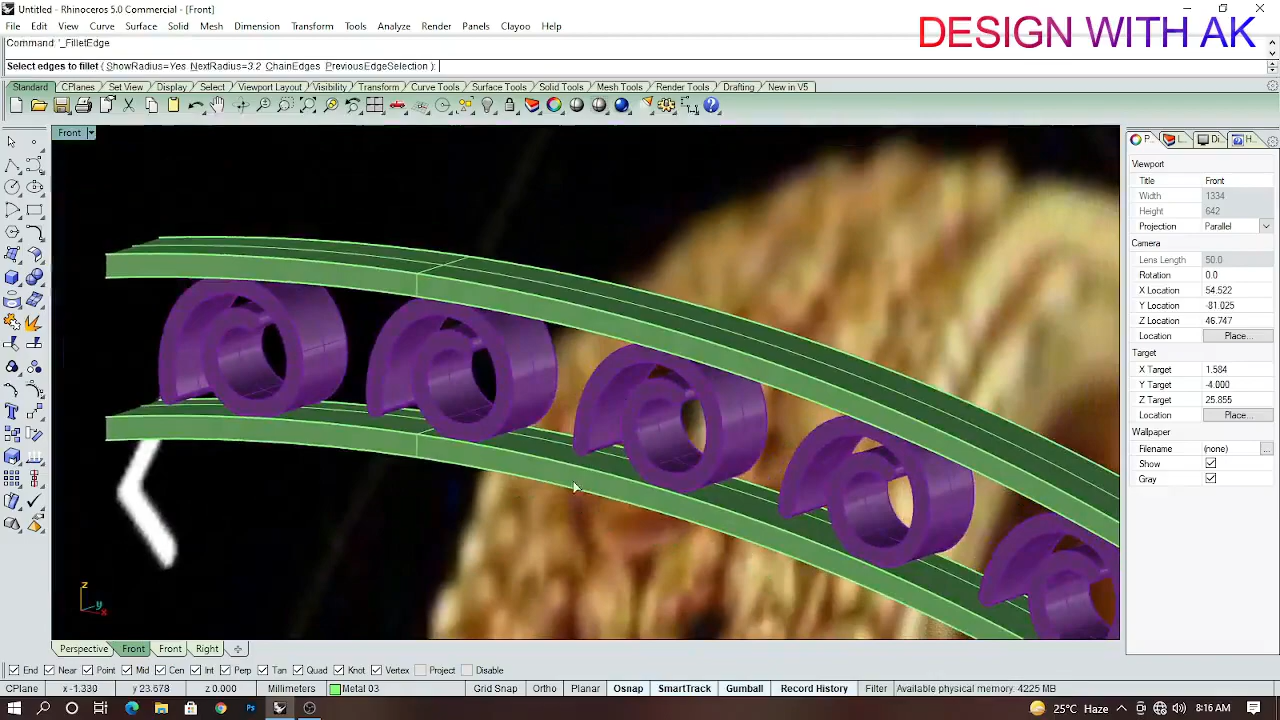 Untitled - Rhinoceros 5.0 Commercial - [Front]
File Edit View Curve Surface Solid Mesh Dimension Transform Tools Analyze Render Panels Clayoo Help
DESIGN WITH AK
Command: '_FilletEdge
Select edges to fillet ( ShowRadius=Yes NextRadius=3.2 ChainEdges PreviousEdgeSelection ):
Standard CPlanes Set View Display Select Viewport Layout Visibility Transform Curve Tools Surface Tools Solid Tools Mesh Tools Render Tools Drafting New in V5
Front
P... L... Di... H...
Viewport
Title Front
Width 1334
Height 642
Projection Parallel
Camera
Lens Length 50.0
Rotation 0.0
X Location 54.522
Y Location -81.025
Z Location 46.747
Location Place...
Target
X Target 1.584
Y Target -4.000
Z Target 25.855
Location Place...
Wallpaper
Filename (none) ...
Show
Gray
z
y
x
Perspective Front Front Right
End Near Point Mid Cen Int Perp Tan Quad Knot Vertex Project Disable
CPlane x-1.330 y 23.678 z 0.000 Millimeters Metal 03 Grid Snap Ortho Planar Osnap SmartTrack Gumball Record History Filter Available physical memory: 4225 MB
Ps 25°C Haze 8:16 AM